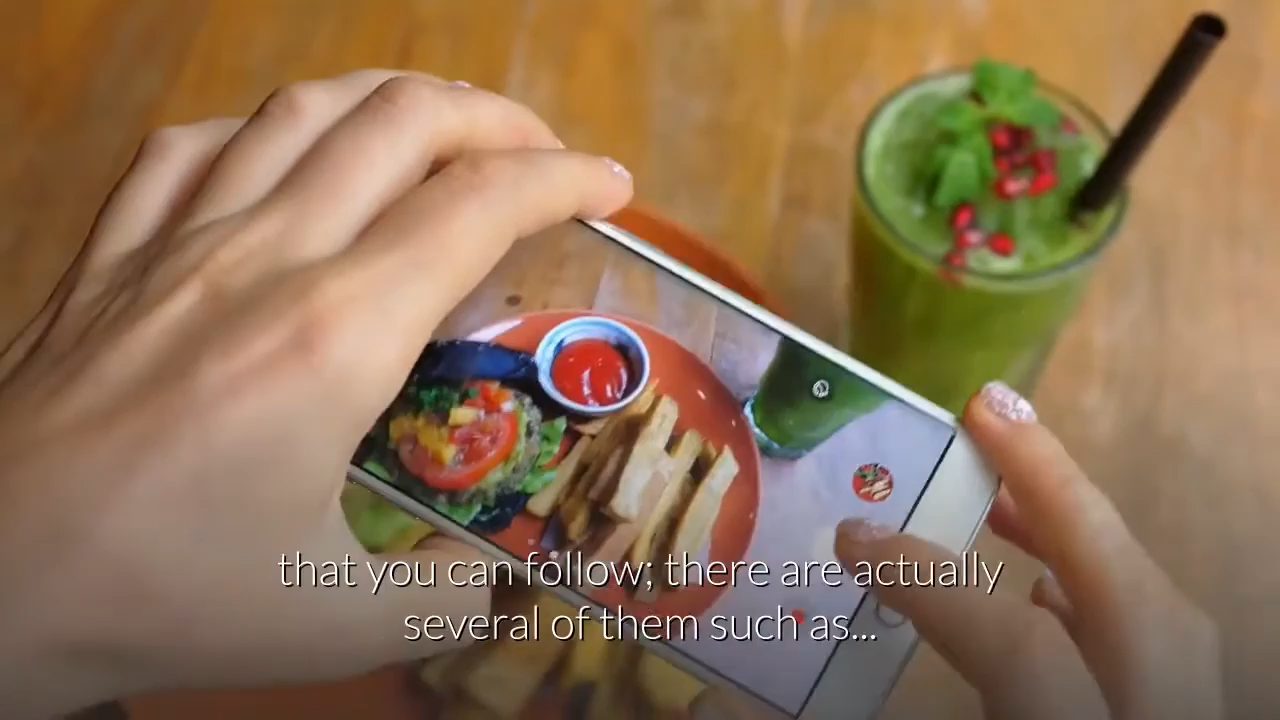 that you can follow; there are actually
several of them such as...